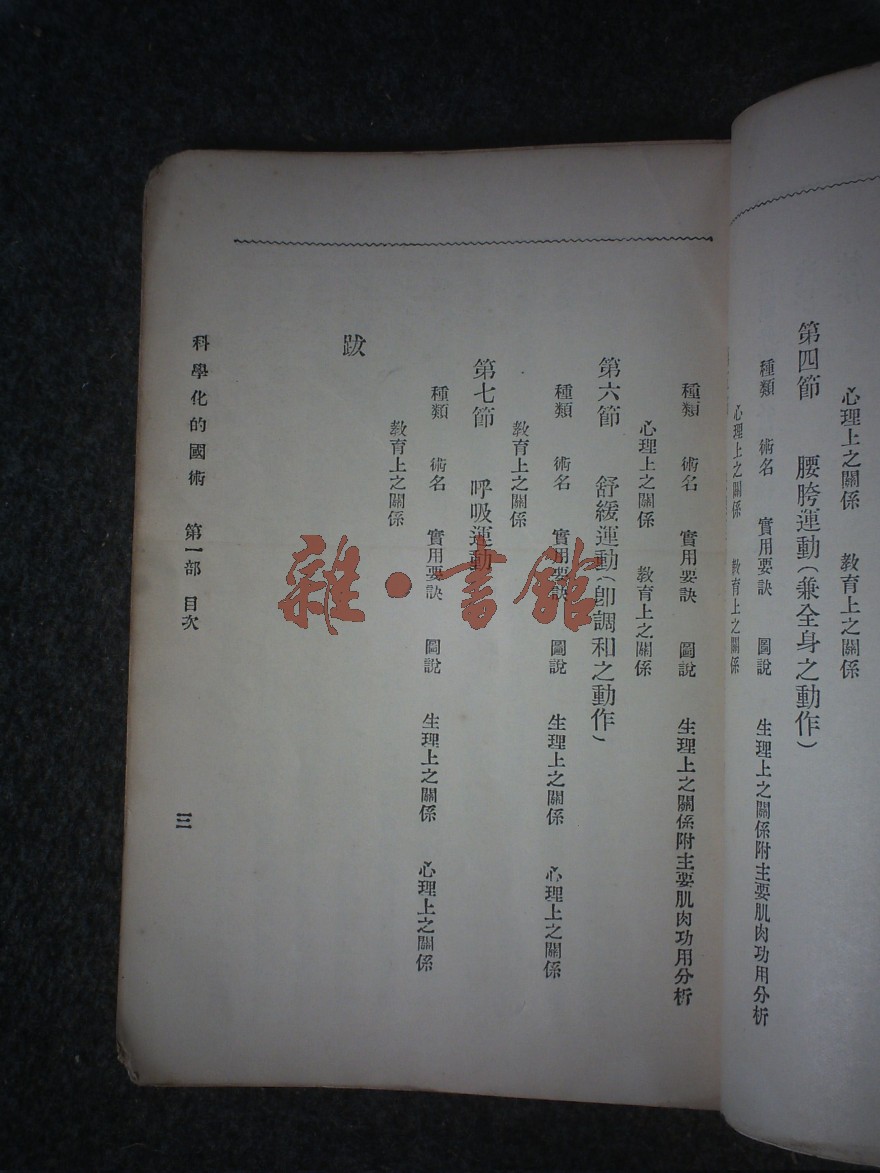 心理上之關係　教育上之關係
第四節　腰胯運動（兼全身之動作）
種類　術名　實用要訣　圖說　生理上之關係附主要肌肉功用分析
心理上之關係　教育上之關係
種類　術名　實用要訣　圖說　生理上之關係附主要肌肉功用分析
心理上之關係　教育上之關係
第六節　舒緩運動（卽調和之動作）
種類　術名　實用要訣　圖說　生理上之關係　心理上之關係
教育上之關係
第七節　呼吸運動
種類　術名　實用要訣　圖說　生理上之關係　心理上之關係
教育上之關係
跋
科學化的國術　第一部　目次
三
雜·書館